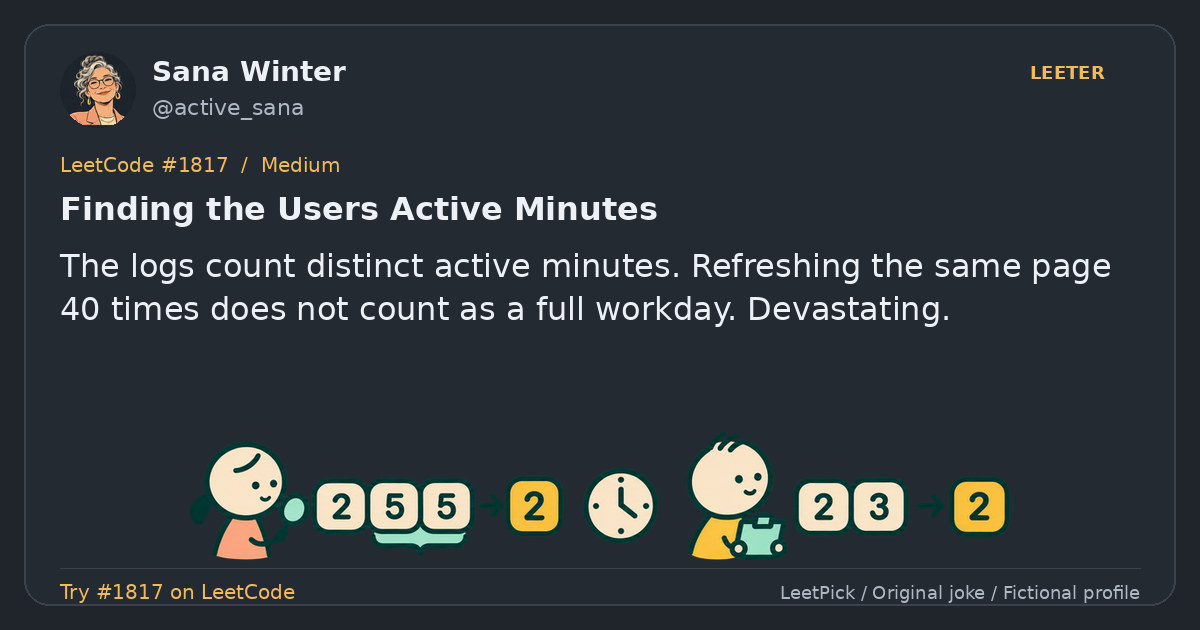 Sana Winter
LEETER
@active_sana
LeetCode #1817 / Medium
Finding the Users Active Minutes
The logs count distinct active minutes. Refreshing the same page
40 times does not count as a full workday. Devastating.
2 5 5 → 2 2 3 → 2
Try #1817 on LeetCode
LeetPick / Original joke / Fictional profile